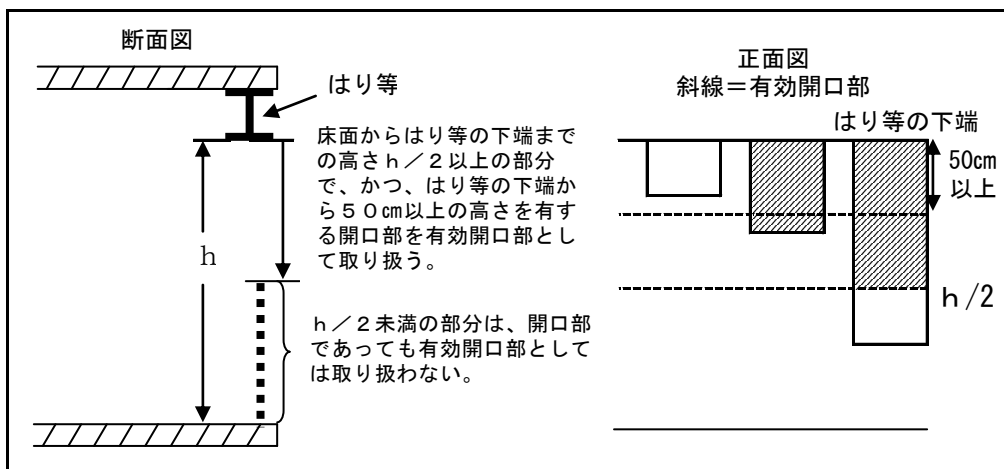 断面図
はり等
床面からはり等の下端まで
の高さｈ／２以上の部分
で、かつ、はり等の下端か
ら５０㎝以上の高さを有す
る開口部を有効開口部とし
て取り扱う。
ｈ
ｈ／２未満の部分は、開口部
であっても有効開口部として
は取り扱わない。
正面図
斜線＝有効開口部
はり等の下端
50㎝
以上
ｈ/2